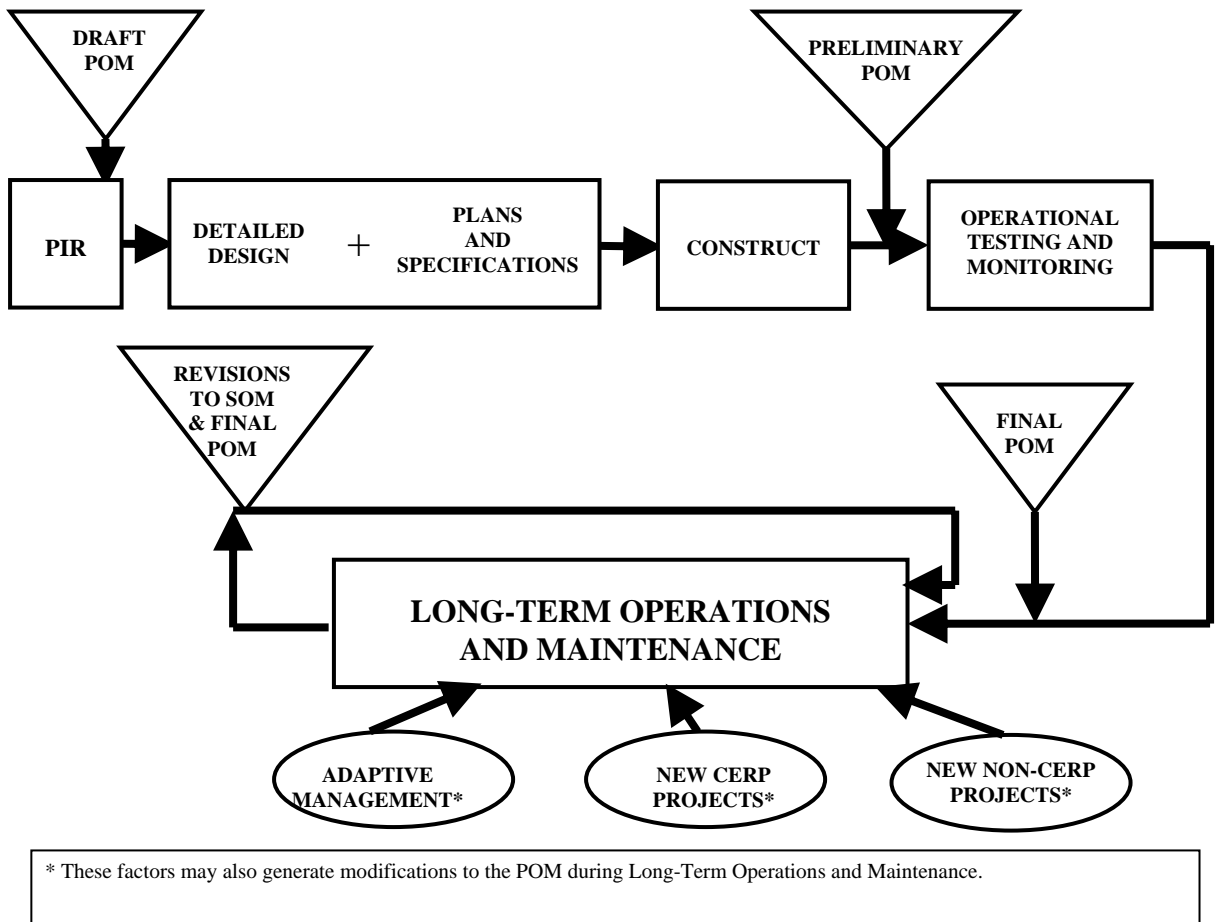 DRAFT
POM
PRELIMINARY
POM
PIR
DETAILED
DESIGN
+
PLANS
AND
SPECIFICATIONS
CONSTRUCT
OPERATIONAL
TESTING AND
MONITORING
REVISIONS
TO SOM
& FINAL
POM
FINAL
POM
LONG-TERM OPERATIONS
AND MAINTENANCE
ADAPTIVE
MANAGEMENT*
NEW CERP
PROJECTS*
NEW NON-CERP
PROJECTS*
* These factors may also generate modifications to the POM during Long-Term Operations and Maintenance.